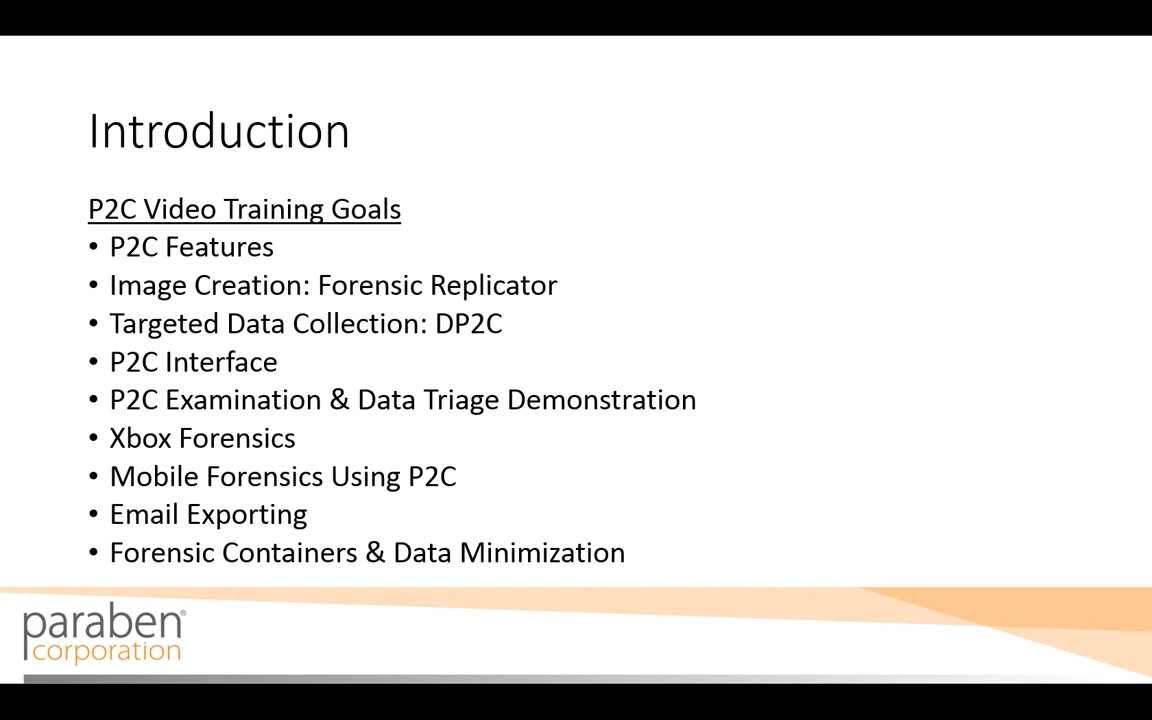 Introduction
P2C Video Training Goals
• P2C Features
• Image Creation: Forensic Replicator
• Targeted Data Collection: DP2C
• P2C Interface
• P2C Examination & Data Triage Demonstration
• Xbox Forensics
• Mobile Forensics Using P2C
• Email Exporting
• Forensic Containers & Data Minimization
paraben®
corporation